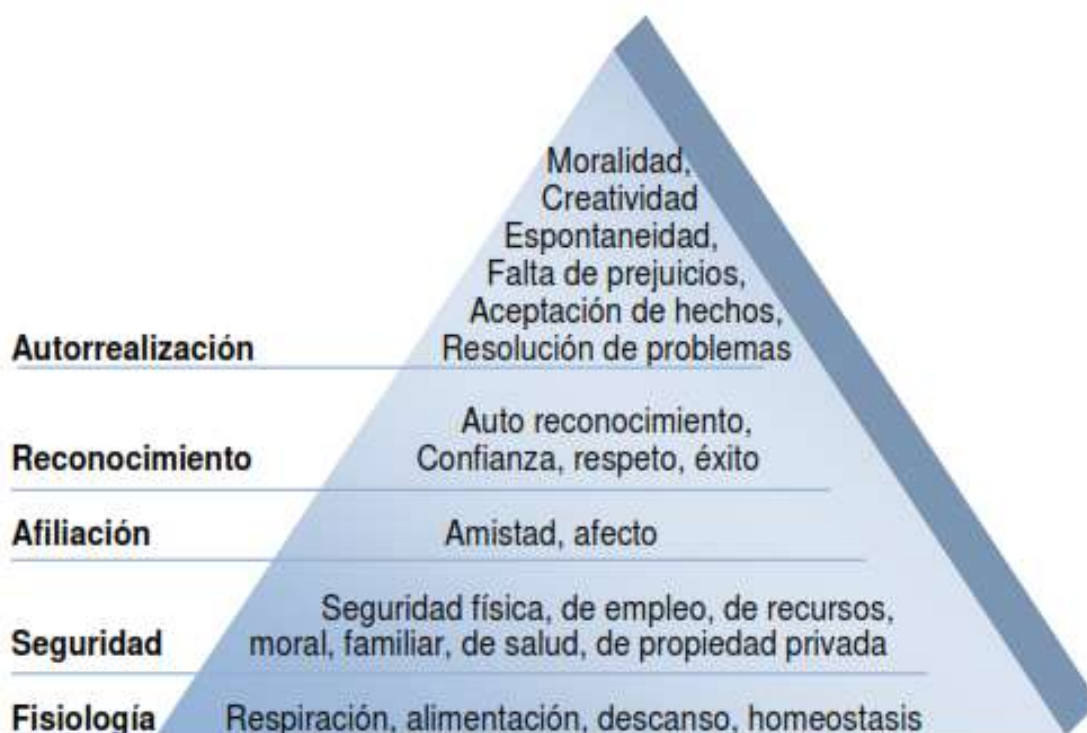 Moralidad,
Creatividad
Espontaneidad,
Falta de prejuicios,
Aceptación de hechos,
Autorrealización Resolución de problemas
Auto reconocimiento,
Reconocimiento Confianza, respeto, éxito
Afiliación Amistad, afecto
Seguridad física, de empleo, de recursos,
Seguridad moral, familiar, de salud, de propiedad privada
Fisiología Respiración, alimentación, descanso, homeostasis